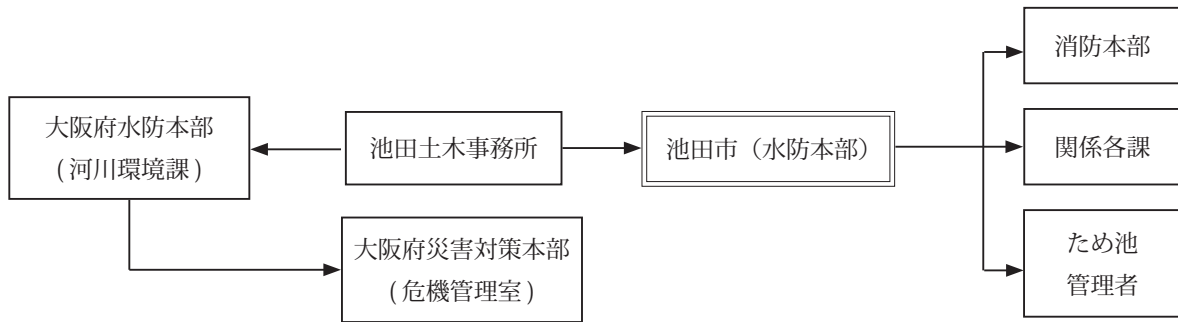 大阪府水防本部
(河川環境課)
池田土木事務所
大阪府災害対策本部
(危機管理室)
池田市（水防本部）
消防本部
関係各課
ため池
管理者